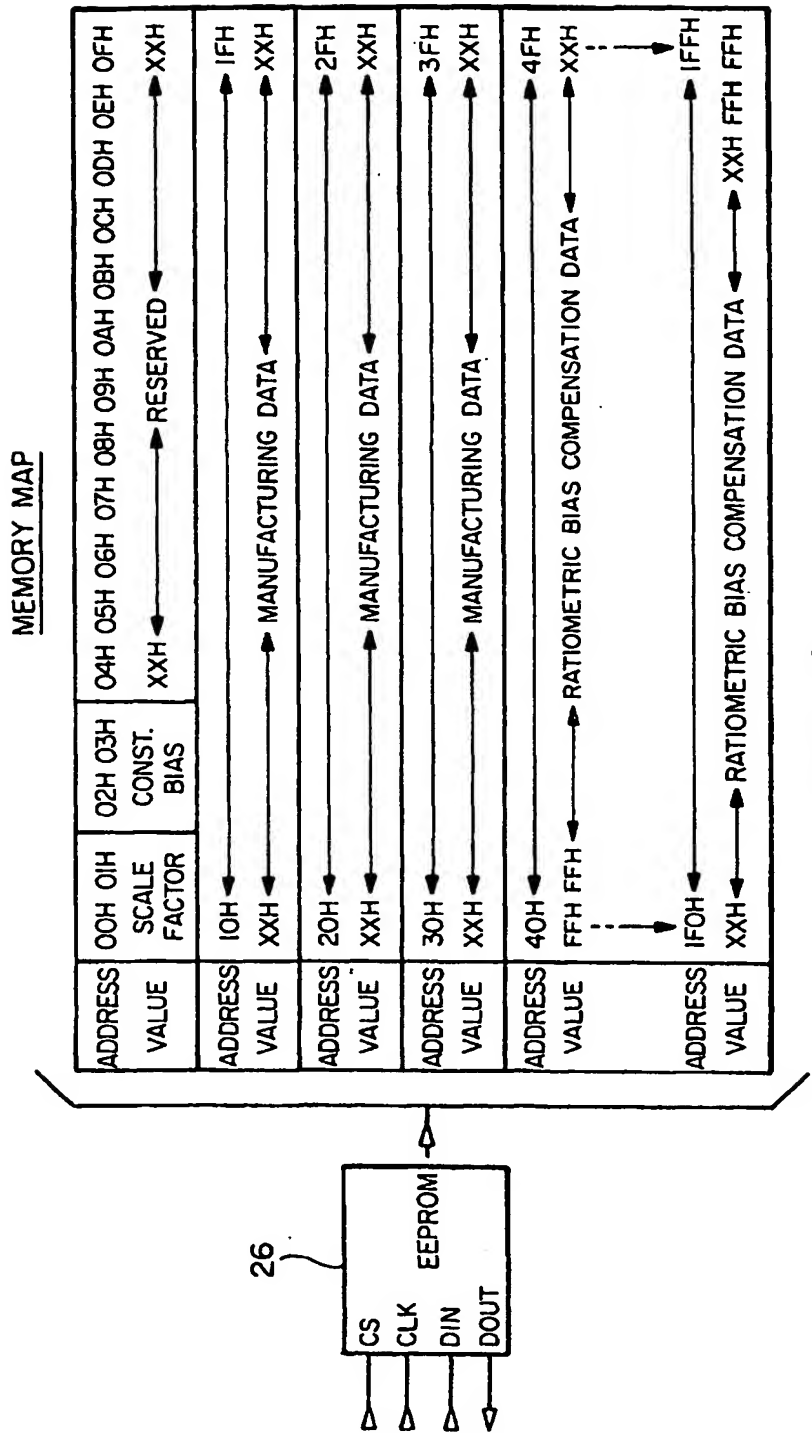 MEMORY MAP
ADDRESS 00H 01H 02H 03H 04H 05H 06H 07H 08H 09H 0AH 0BH 0CH 0DH 0EH 0FH
VALUE SCALE FACTOR CONST. BIAS XXH RESERVED XXH
ADDRESS 10H 1FH
VALUE XXH MANUFACTURING DATA XXH
ADDRESS 20H 2FH
VALUE XXH MANUFACTURING DATA XXH
ADDRESS 30H 3FH
VALUE XXH MANUFACTURING DATA XXH
ADDRESS 40H 4FH
VALUE FFH FFH RATIOMETRIC BIAS COMPENSATION DATA XXH
ADDRESS 1F0H 1FFH
VALUE XXH RATIOMETRIC BIAS COMPENSATION DATA XXH FFH FFH
26
CS
CLK
DIN
DOUT
EEPROM